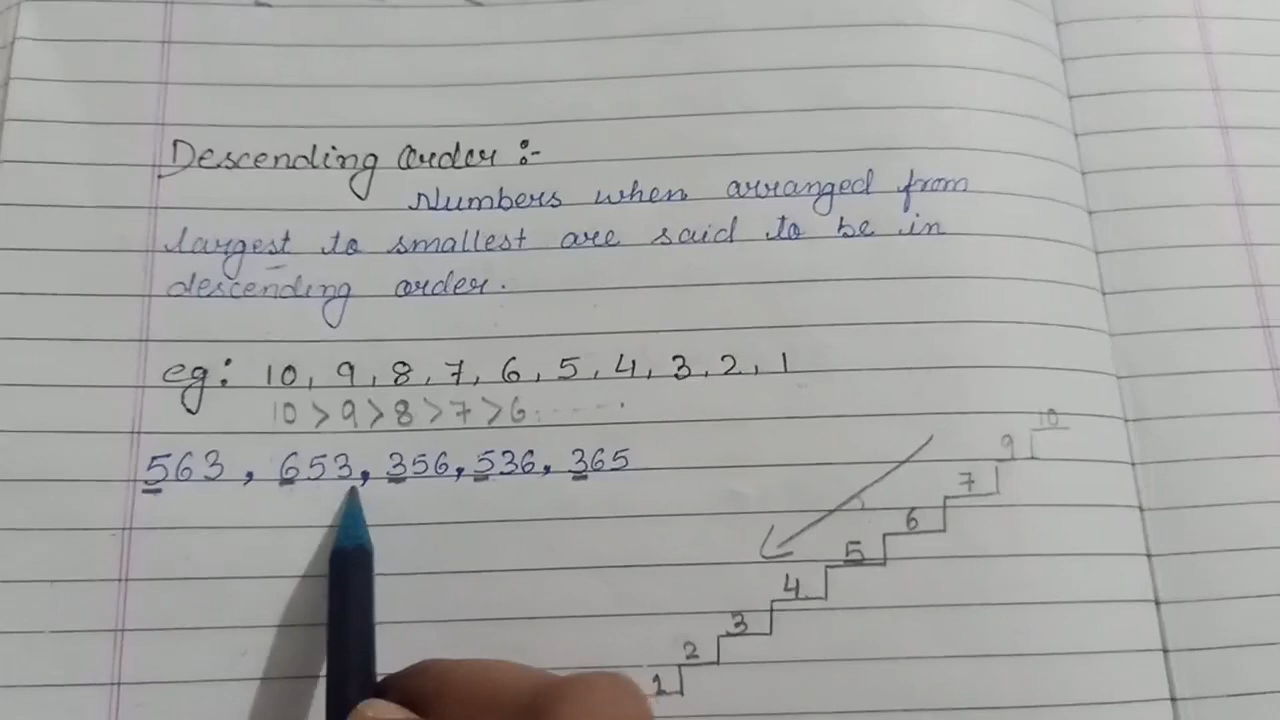 Descending Order :-
Numbers when arranged from
largest to smallest are said to be in
descending order.
eg: 10, 9, 8, 7, 6, 5, 4, 3, 2, 1
10 > 9 > 8 > 7 > 6 ......
563, 653, 356, 536, 365
10
9
7
6
5
4
3
2
1